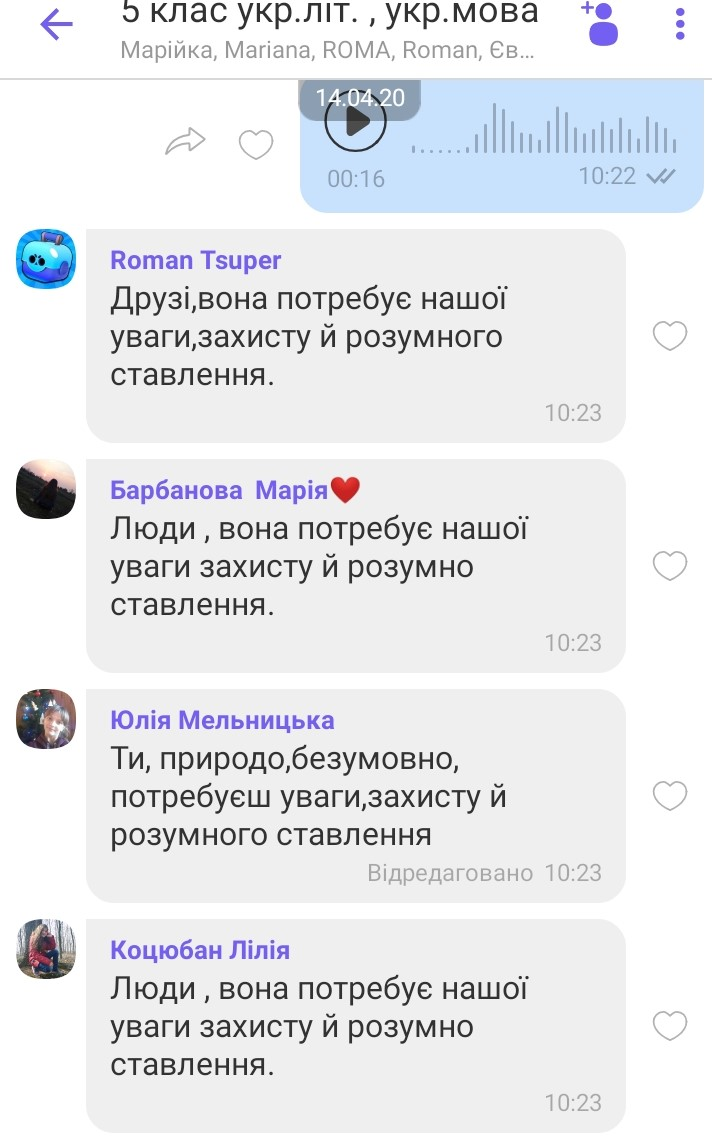 5 клас укр.літ. , укр.мова
Марійка, Mariana, ROMA, Roman, Єв...
14.04.20
00:16
10:22
Roman Tsuper
Друзі,вона потребує нашої
уваги,захисту й розумного
ставлення.
10:23
Барбанова Марія❤
Люди , вона потребує нашої
уваги захисту й розумно
ставлення.
10:23
Юлія Мельницька
Ти, природо,безумовно,
потребуєш уваги,захисту й
розумного ставлення
Відредаговано 10:23
Коцюбан Лілія
Люди , вона потребує нашої
уваги захисту й розумно
ставлення.
10:23